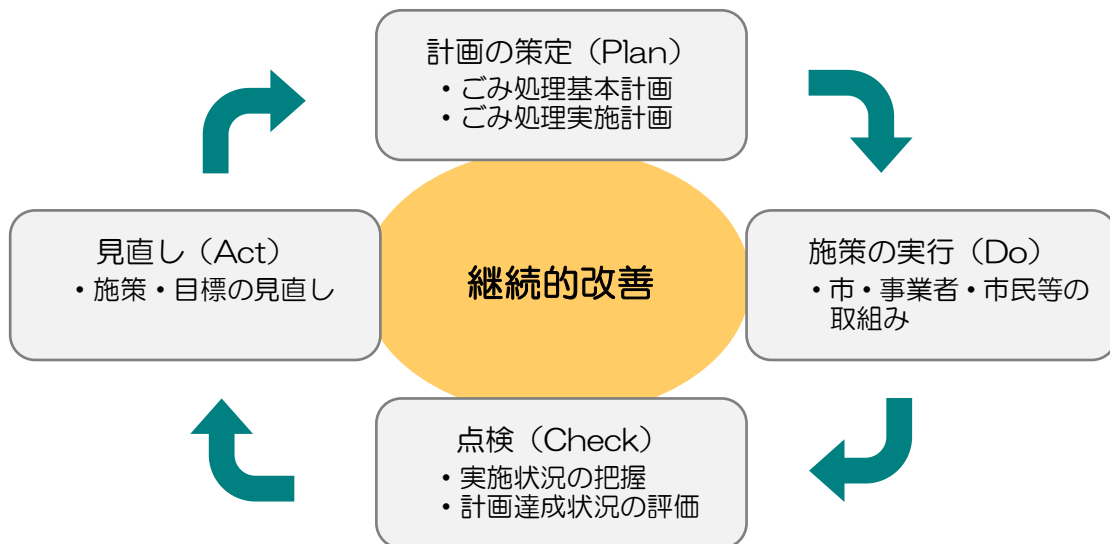 計画の策定（Plan）
・ごみ処理基本計画
・ごみ処理実施計画
見直し（Act）
・施策・目標の見直し
継続的改善
施策の実行（Do）
・市・事業者・市民等の
取組み
点検（Check）
・実施状況の把握
・計画達成状況の評価